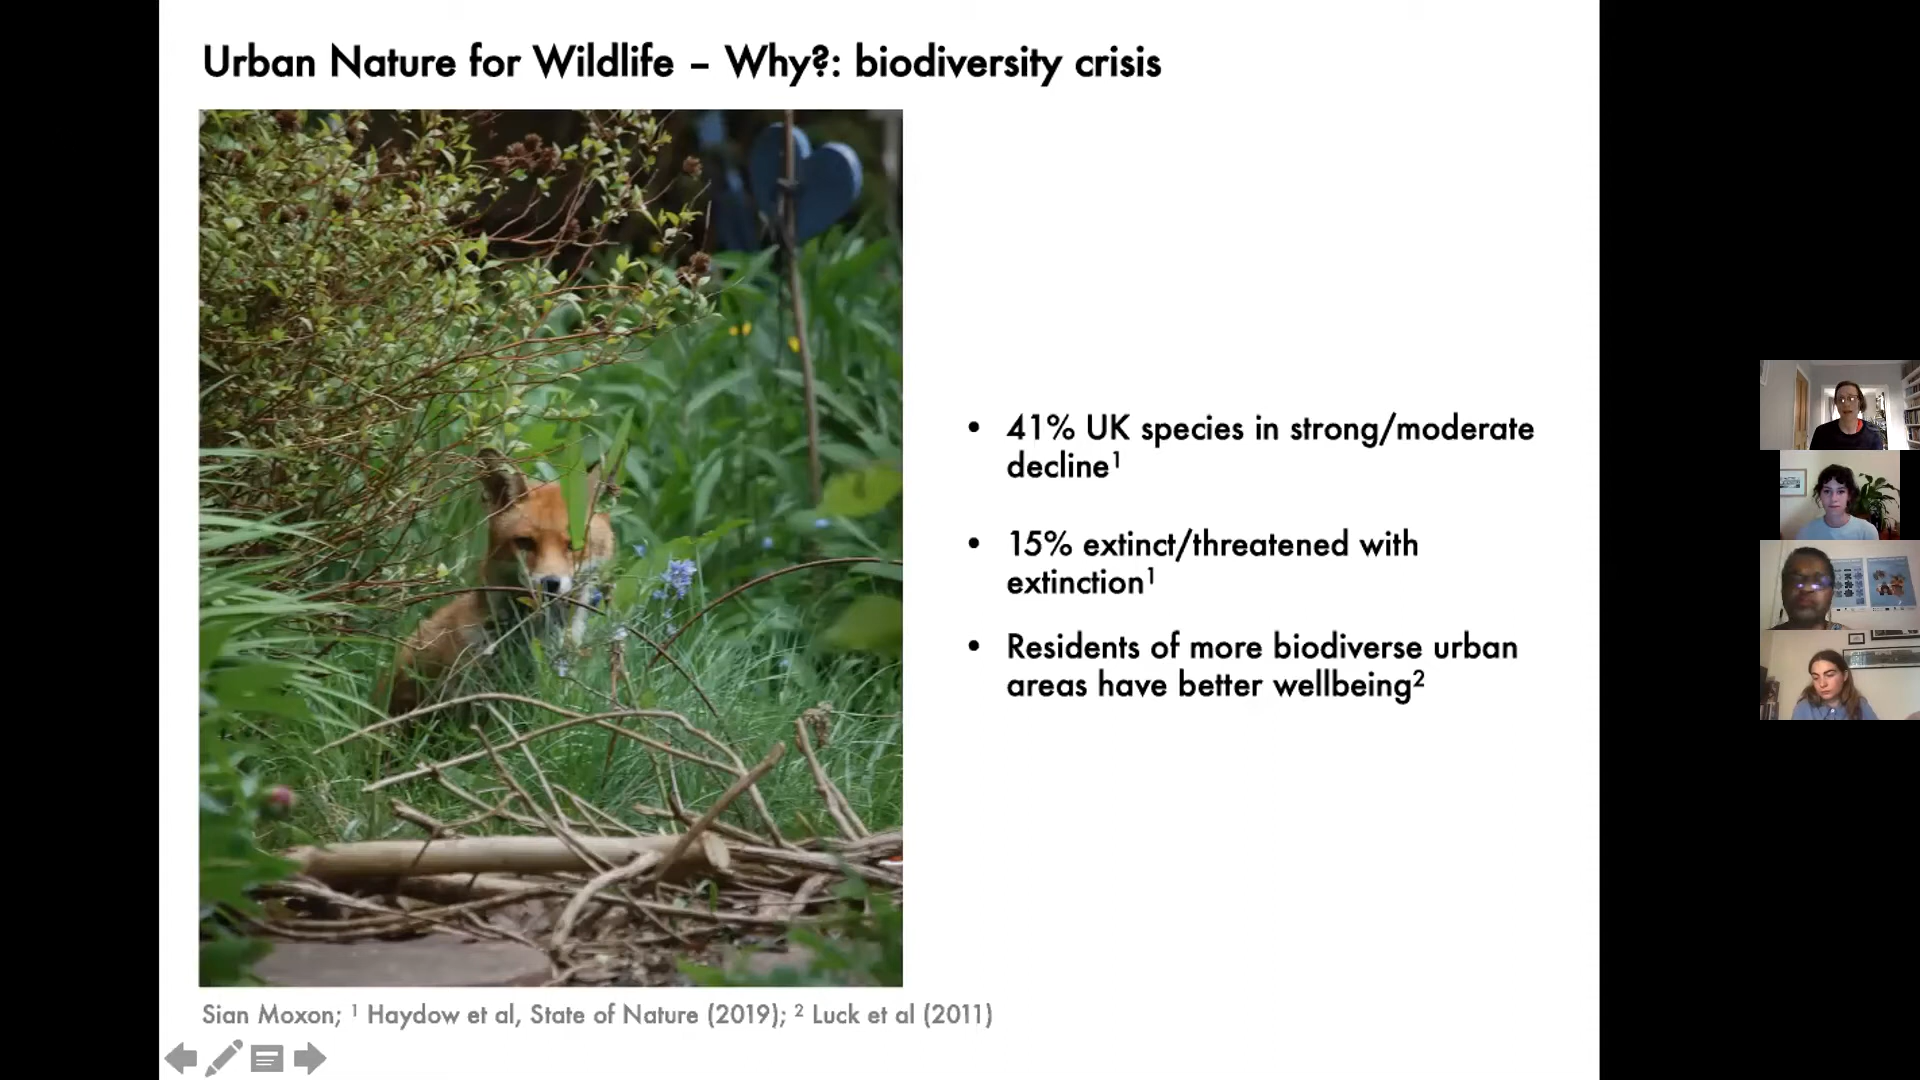 Urban Nature for Wildlife – Why?: biodiversity crisis
• 41% UK species in strong/moderate
decline¹
• 15% extinct/threatened with
extinction¹
• Residents of more biodiverse urban
areas have better wellbeing²
Sian Moxon; ¹ Haydow et al, State of Nature (2019); ² Luck et al (2011)